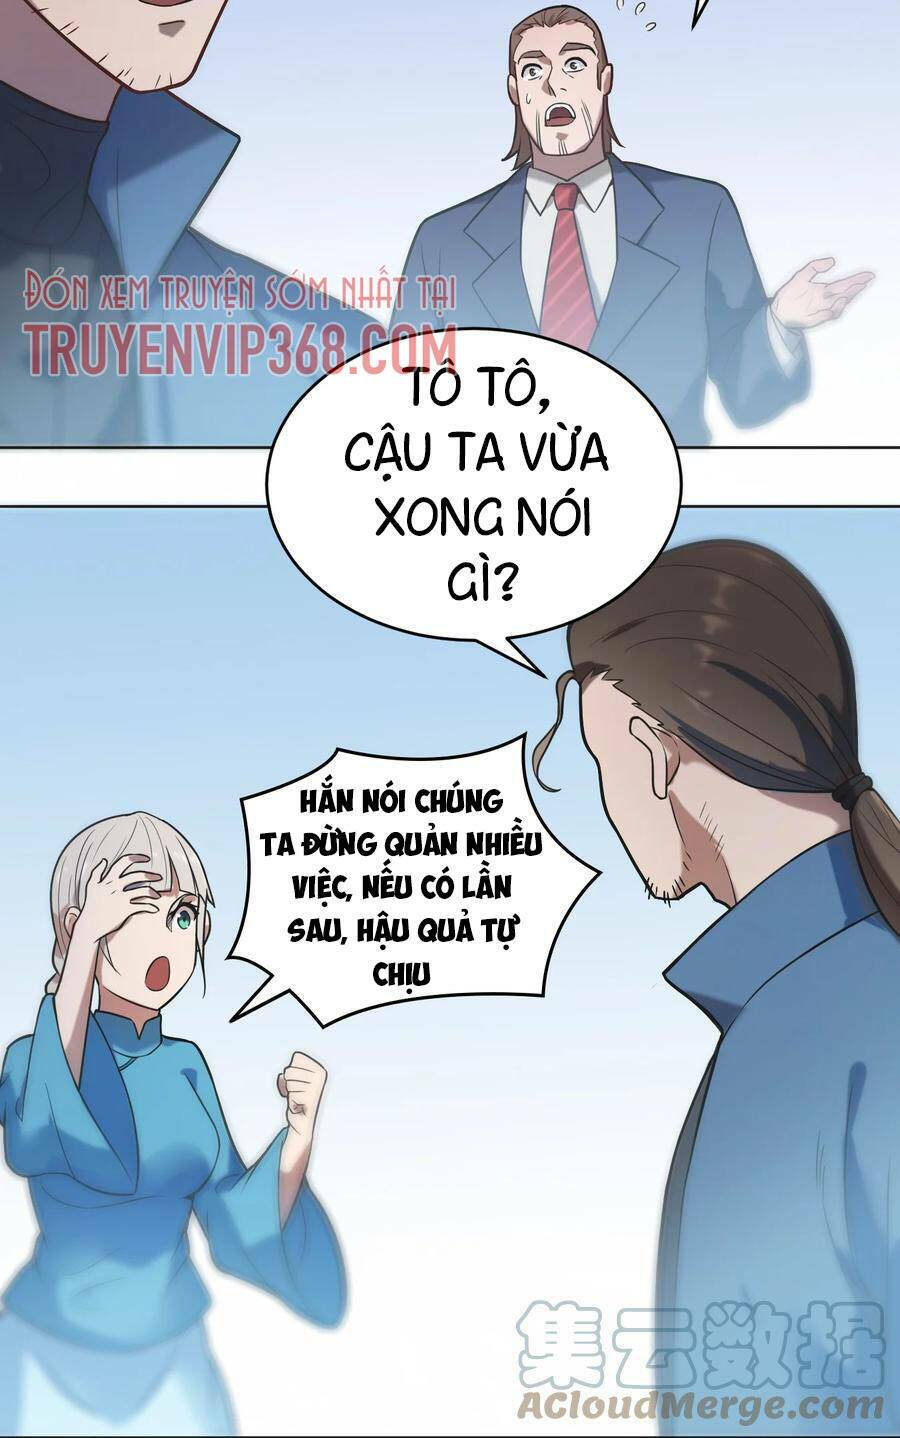 ĐÓN XEM TRUYỆN SỚM NHẤT TẠI
TRUYENVIP368.COM
TÔ TÔ,
CẬU TA VỪA
XONG NÓI
GÌ?
HẮN NÓI CHÚNG
TA ĐỪNG QUẢN NHIỀU
VIỆC, NẾU CÓ LẦN
SAU, HẬU QUẢ TỰ
CHỊU
集云数据
AcloudMerge.com